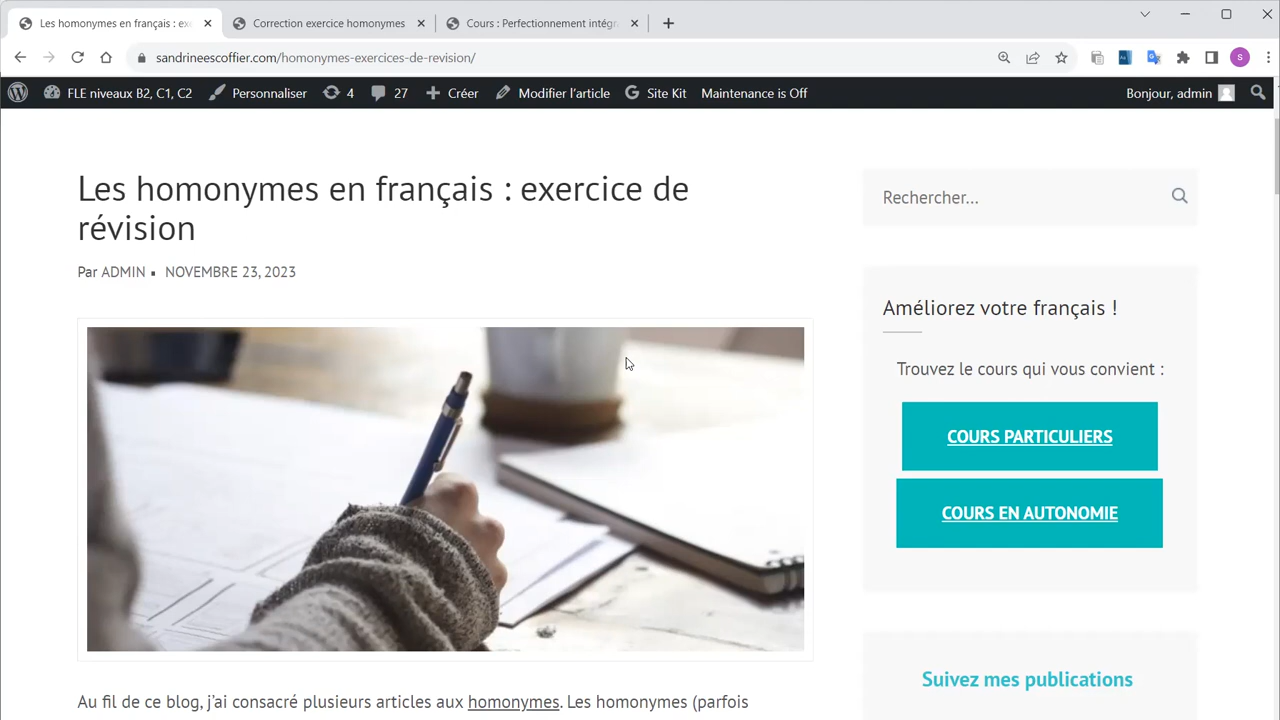 Les homonymes en français : exe
Correction exercice homonymes
Cours : Perfectionnement intégr
sandrineescoffier.com/homonymes-exercices-de-revision/
S
FLE niveaux B2, C1, C2
Personnaliser
4
27
Créer
Modifier l'article
Site Kit
Maintenance is Off
Bonjour, admin
Les homonymes en français : exercice de
révision
Par ADMIN ▪ NOVEMBRE 23, 2023
Au fil de ce blog, j'ai consacré plusieurs articles aux homonymes. Les homonymes (parfois
Rechercher...
Améliorez votre français !
Trouvez le cours qui vous convient :
COURS PARTICULIERS
COURS EN AUTONOMIE
Suivez mes publications